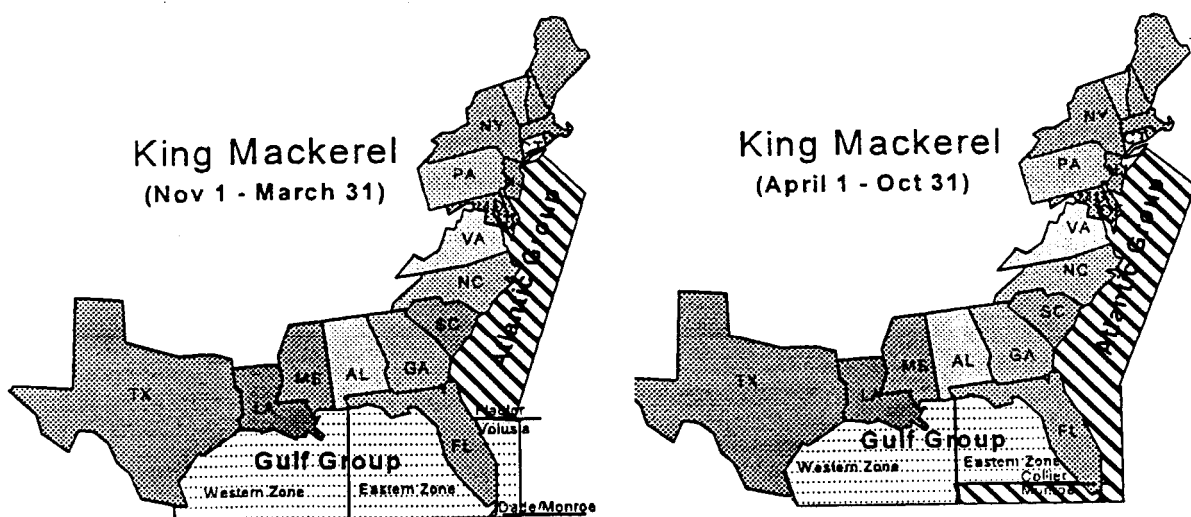 King Mackerel
(Nov 1 - March 31)
NY
PA
VA
NC
SC
GA
AL
MS
LA
TX
FL
Atlantic Group
Flagler
Volusia
Gulf Group
Western Zone
Eastern Zone
Dade/Monroe
King Mackerel
(April 1 - Oct 31)
NY
CT
PA
VA
NC
SC
GA
AL
MS
LA
TX
FL
Atlantic Group
Gulf Group
Western Zone
Eastern Zone
Collier
Monroe